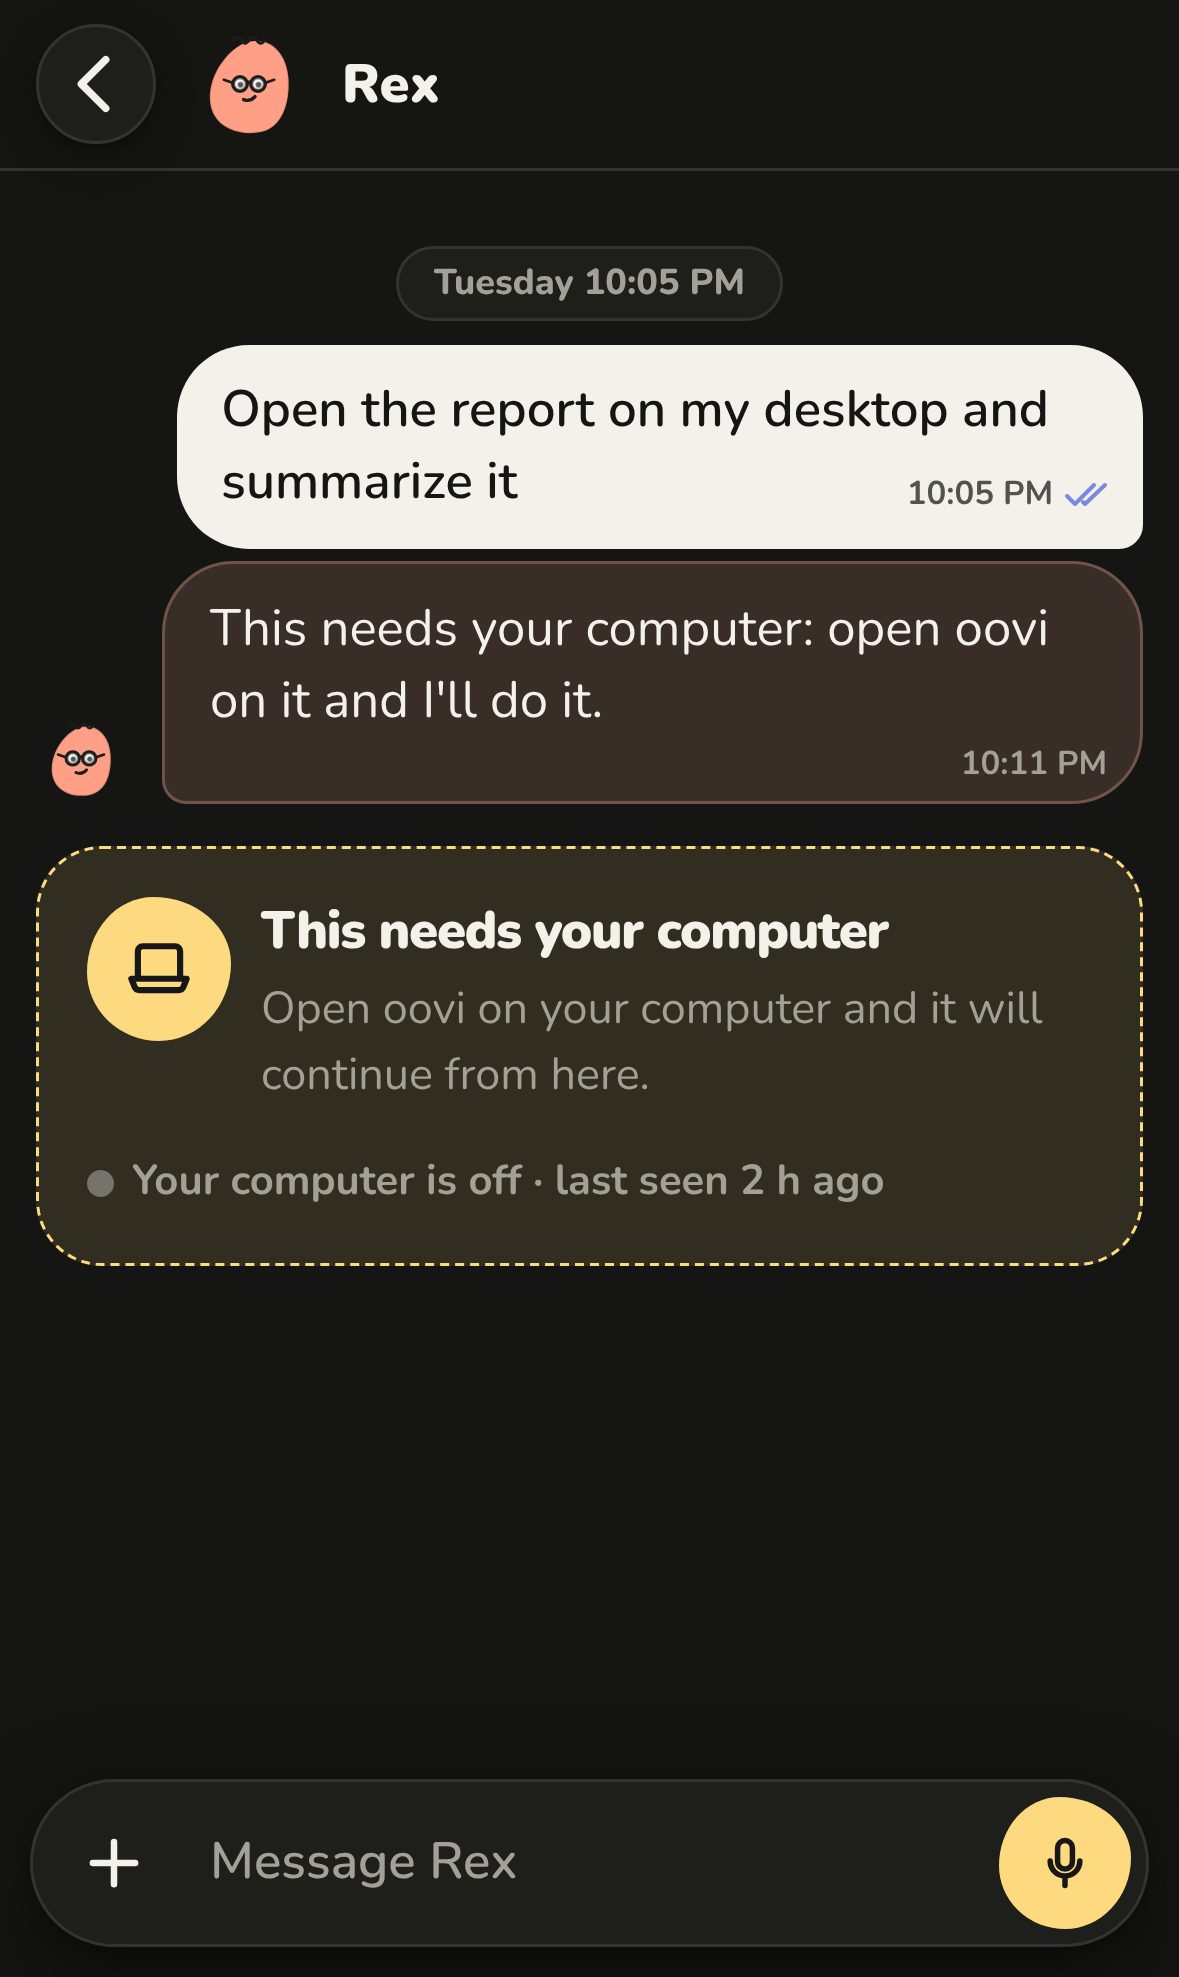 Rex
Tuesday 10:05 PM
Open the report on my desktop and
summarize it
10:05 PM
This needs your computer: open oovi
on it and I'll do it.
10:11 PM
This needs your computer
Open oovi on your computer and it will
continue from here.
Your computer is off · last seen 2 h ago
Message Rex